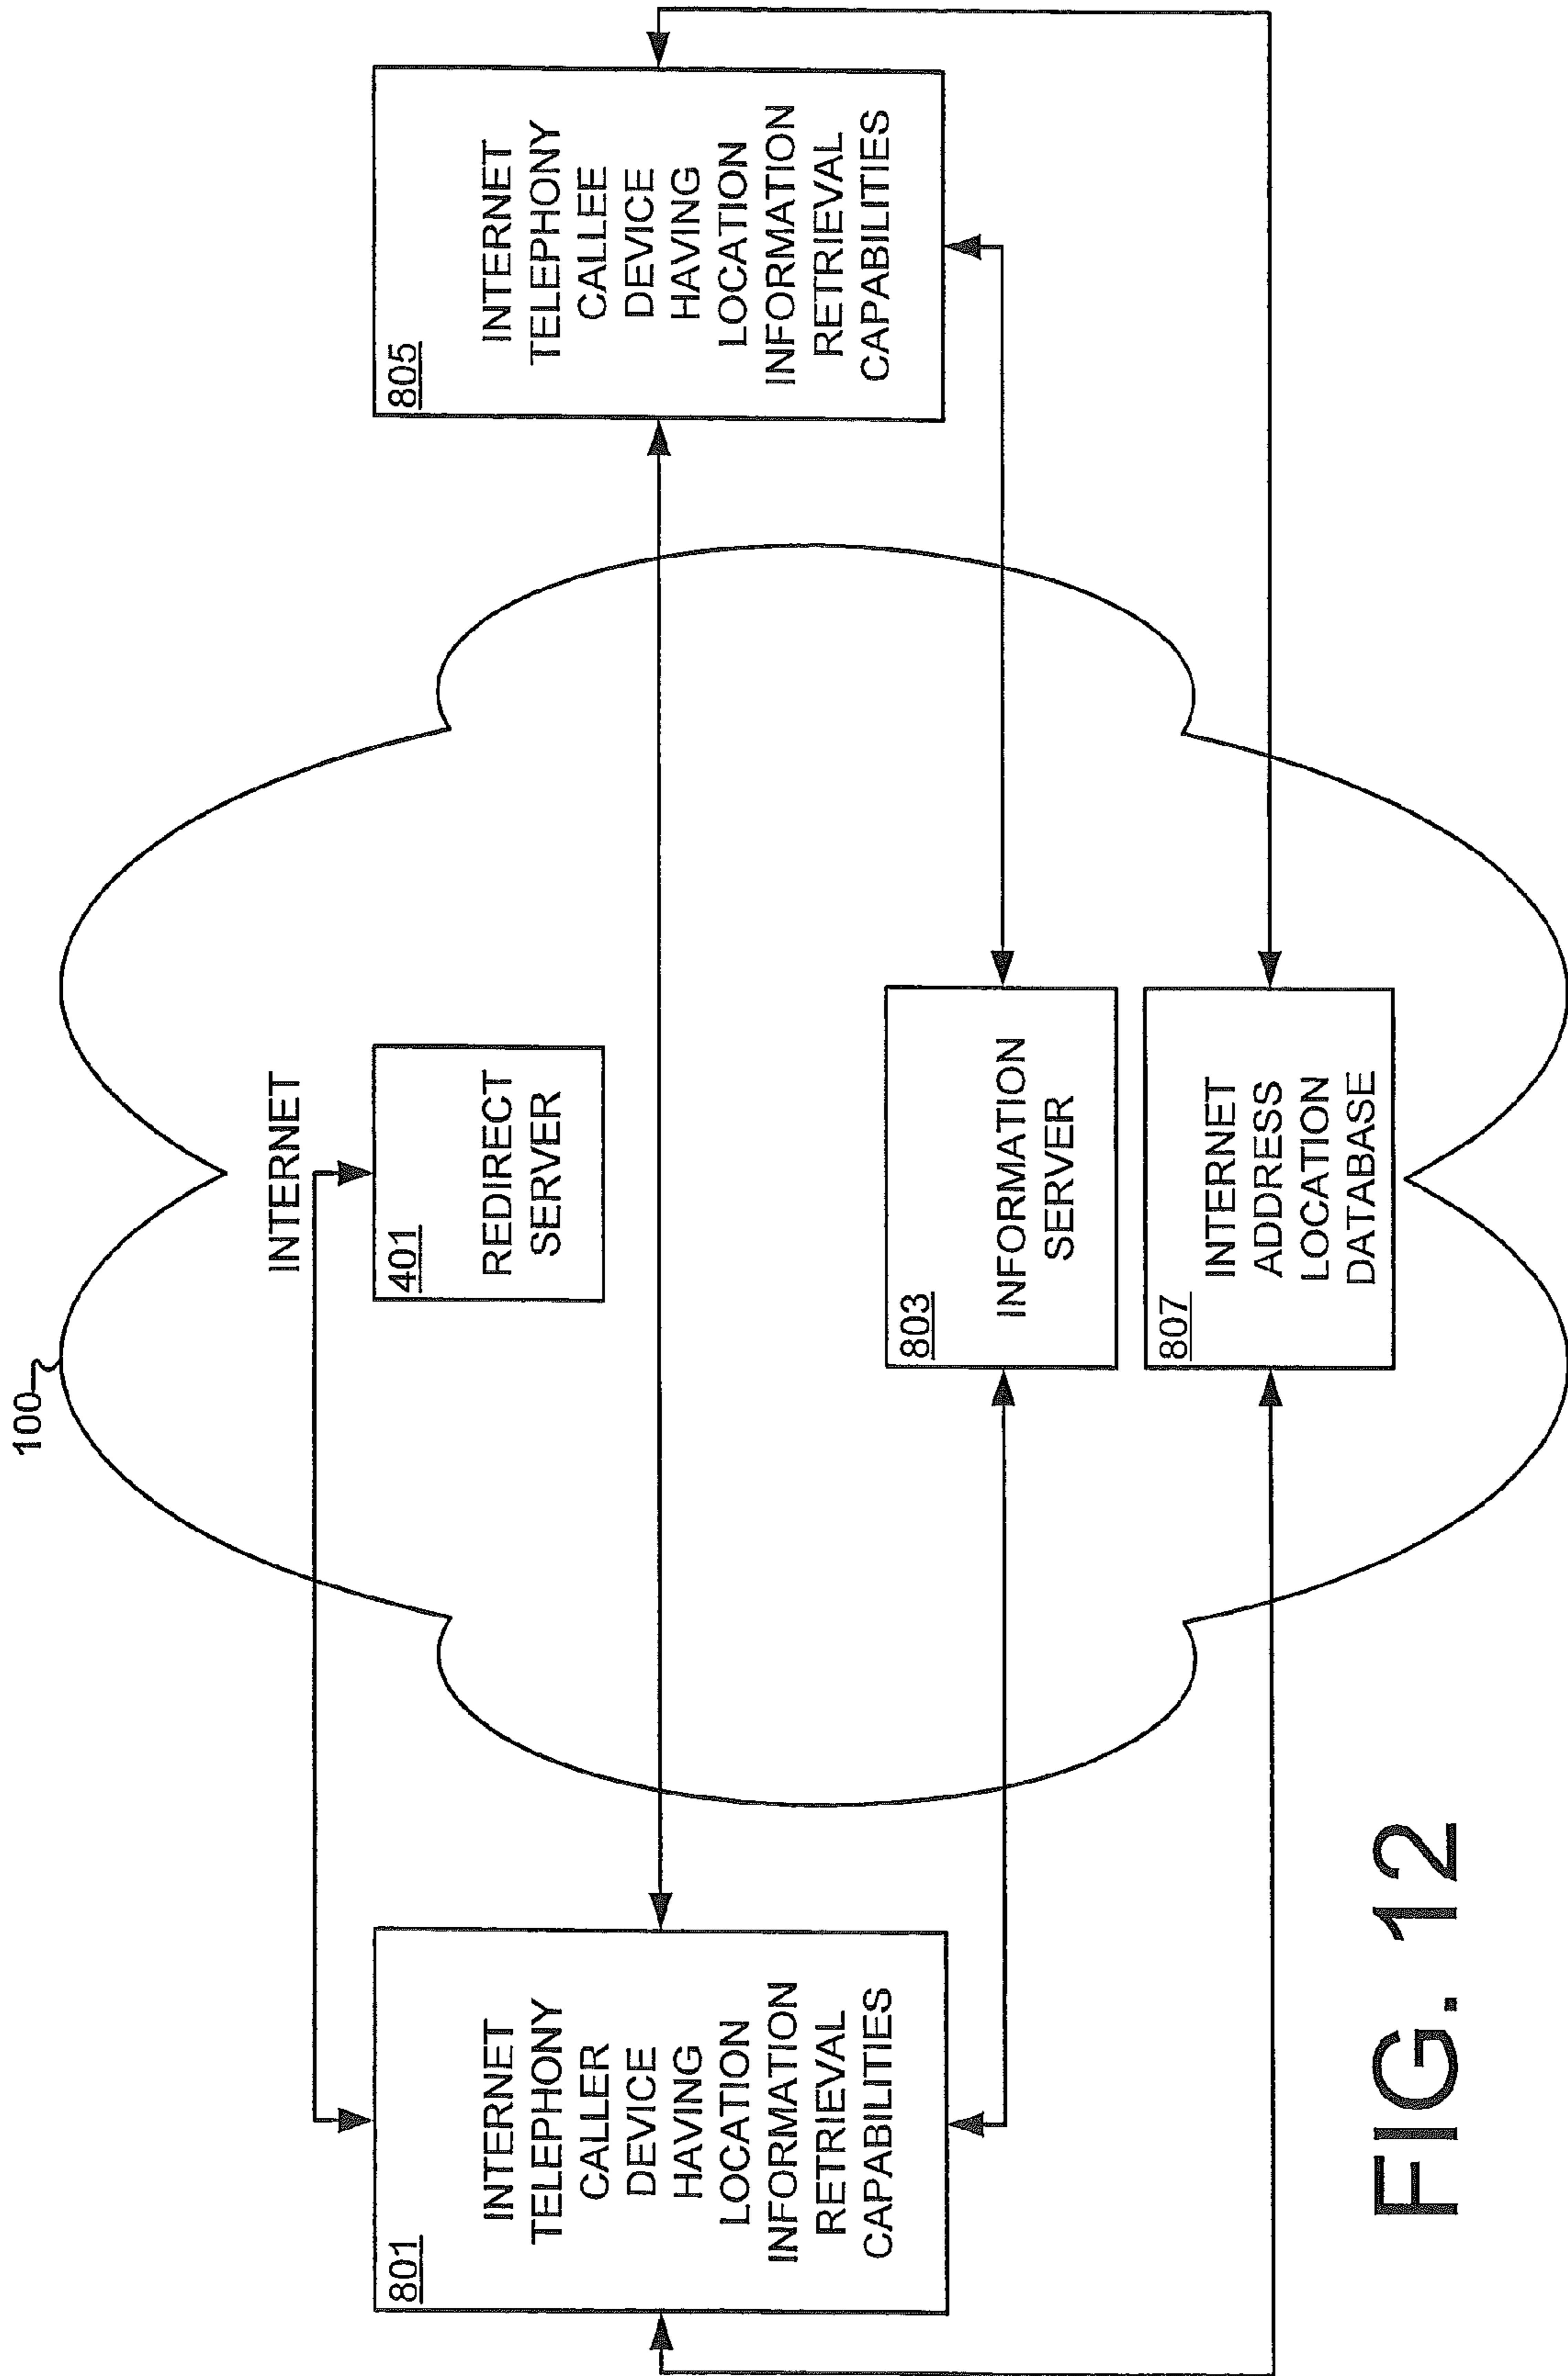 100
INTERNET
801
INTERNET
TELEPHONY
CALLER
DEVICE
HAVING
LOCATION
INFORMATION
RETRIEVAL
CAPABILITIES
401
REDIRECT
SERVER
805
INTERNET
TELEPHONY
CALLEE
DEVICE
HAVING
LOCATION
INFORMATION
RETRIEVAL
CAPABILITIES
803
INFORMATION
SERVER
807
INTERNET
ADDRESS
LOCATION
DATABASE
FIG. 12